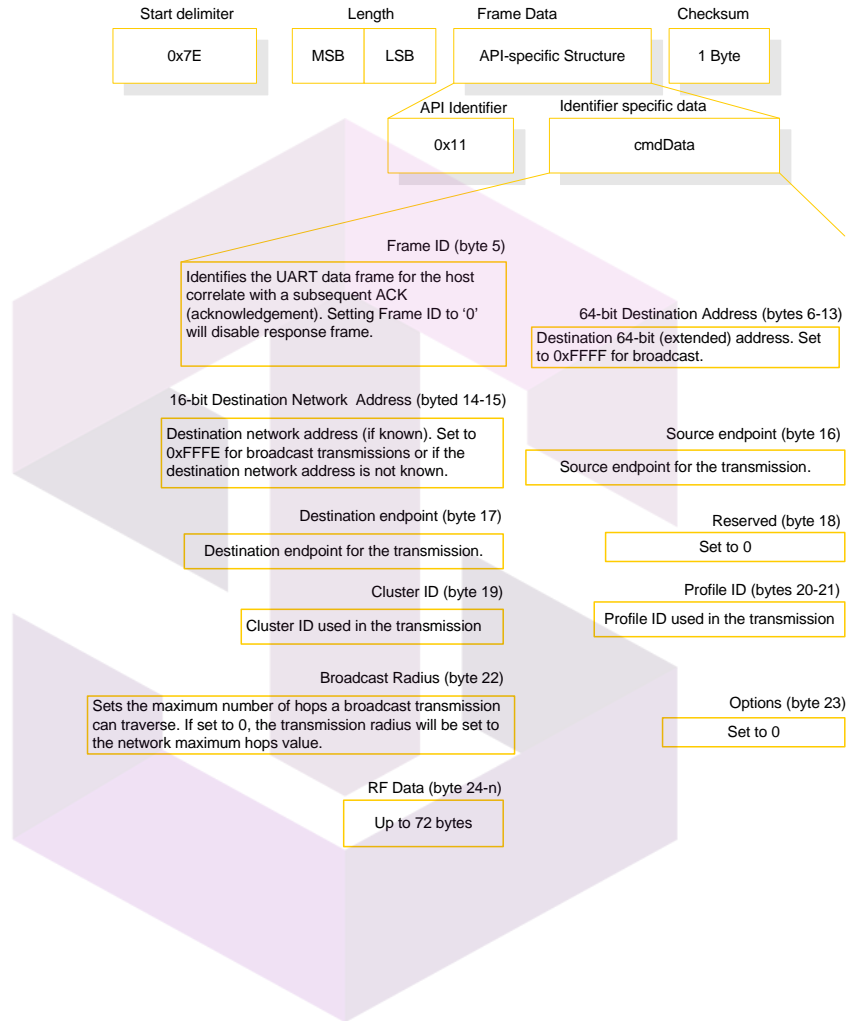 Start delimiter
Length
Frame Data
Checksum
0x7E
MSB
LSB
API-specific Structure
1 Byte
API Identifier
Identifier specific data
0x11
cmdData
Frame ID (byte 5)
Identifies the UART data frame for the host
correlate with a subsequent ACK
(acknowledgement). Setting Frame ID to ‘0’
will disable response frame.
64-bit Destination Address (bytes 6-13)
Destination 64-bit (extended) address. Set
to 0xFFFF for broadcast.
16-bit Destination Network Address (byted 14-15)
Destination network address (if known). Set to
0xFFFE for broadcast transmissions or if the
destination network address is not known.
Source endpoint (byte 16)
Source endpoint for the transmission.
Destination endpoint (byte 17)
Destination endpoint for the transmission.
Reserved (byte 18)
Set to 0
Cluster ID (byte 19)
Cluster ID used in the transmission
Profile ID (bytes 20-21)
Profile ID used in the transmission
Broadcast Radius (byte 22)
Sets the maximum number of hops a broadcast transmission
can traverse. If set to 0, the transmission radius will be set to
the network maximum hops value.
Options (byte 23)
Set to 0
RF Data (byte 24-n)
Up to 72 bytes